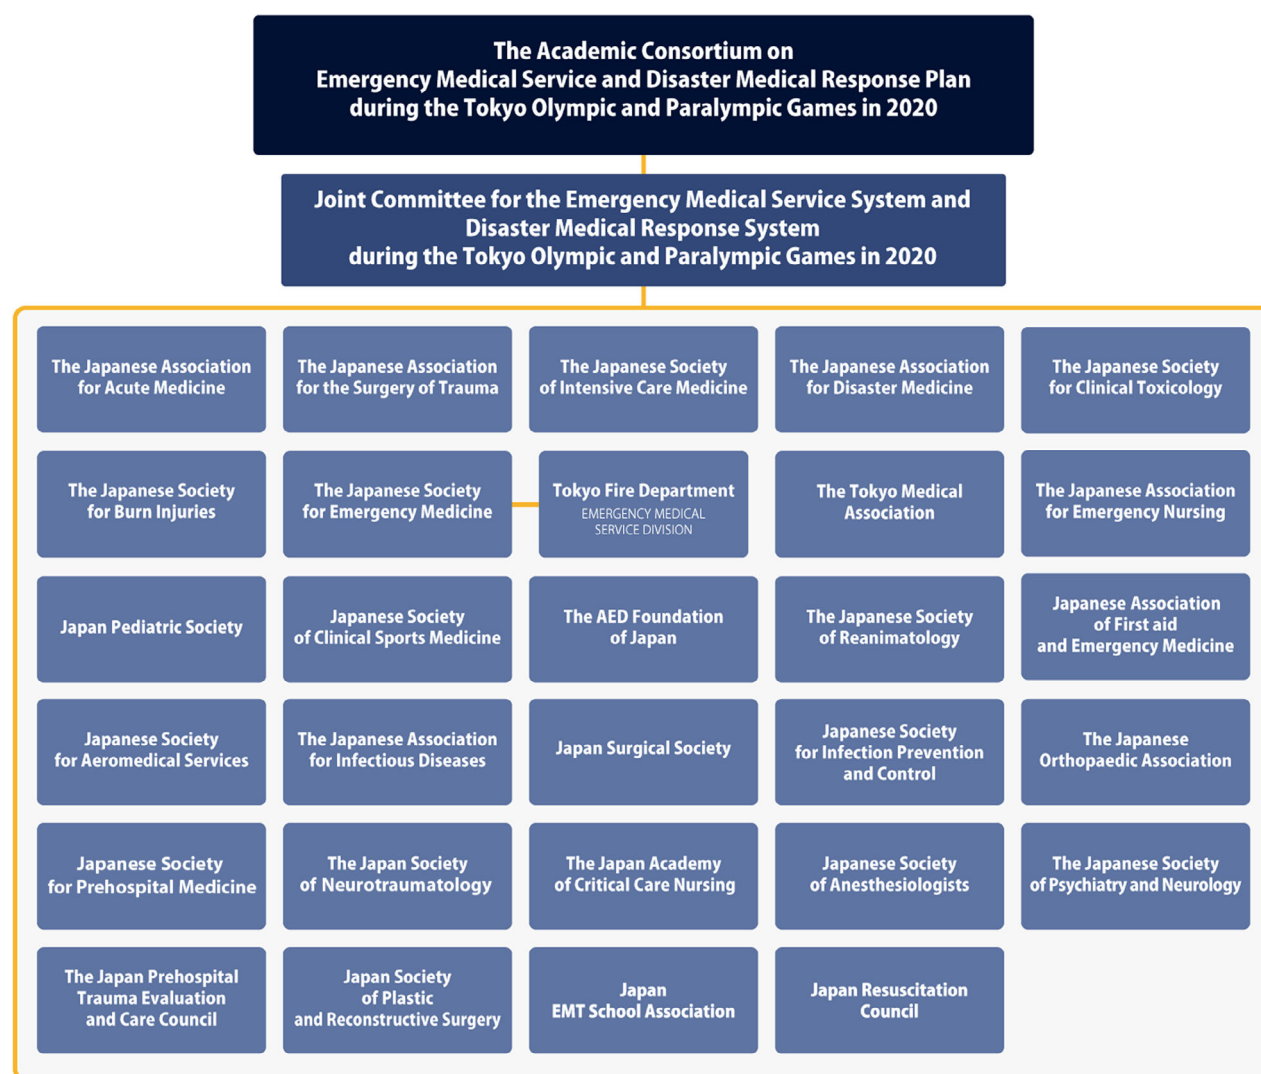 The Academic Consortium on
Emergency Medical Service and Disaster Medical Response Plan
during the Tokyo Olympic and Paralympic Games in 2020
Joint Committee for the Emergency Medical Service System and
Disaster Medical Response System
during the Tokyo Olympic and Paralympic Games in 2020
The Japanese Association
for Acute Medicine
The Japanese Association
for the Surgery of Trauma
The Japanese Society
of Intensive Care Medicine
The Japanese Association
for Disaster Medicine
The Japanese Society
for Clinical Toxicology
The Japanese Society
for Burn Injuries
The Japanese Society
for Emergency Medicine
Tokyo Fire Department
EMERGENCY MEDICAL
SERVICE DIVISION
The Tokyo Medical
Association
The Japanese Association
for Emergency Nursing
Japan Pediatric Society
Japanese Society
of Clinical Sports Medicine
The AED Foundation
of Japan
The Japanese Society
of Reanimatology
Japanese Association
of First aid
and Emergency Medicine
Japanese Society
for Aeromedical Services
The Japanese Association
for Infectious Diseases
Japan Surgical Society
Japanese Society
for Infection Prevention
and Control
The Japanese
Orthopaedic Association
Japanese Society
for Prehospital Medicine
The Japan Society
of Neurotraumatology
The Japan Academy
of Critical Care Nursing
Japanese Society
of Anesthesiologists
The Japanese Society
of Psychiatry and Neurology
The Japan Prehospital
Trauma Evaluation
and Care Council
Japan Society
of Plastic
and Reconstructive Surgery
Japan
EMT School Association
Japan Resuscitation
Council